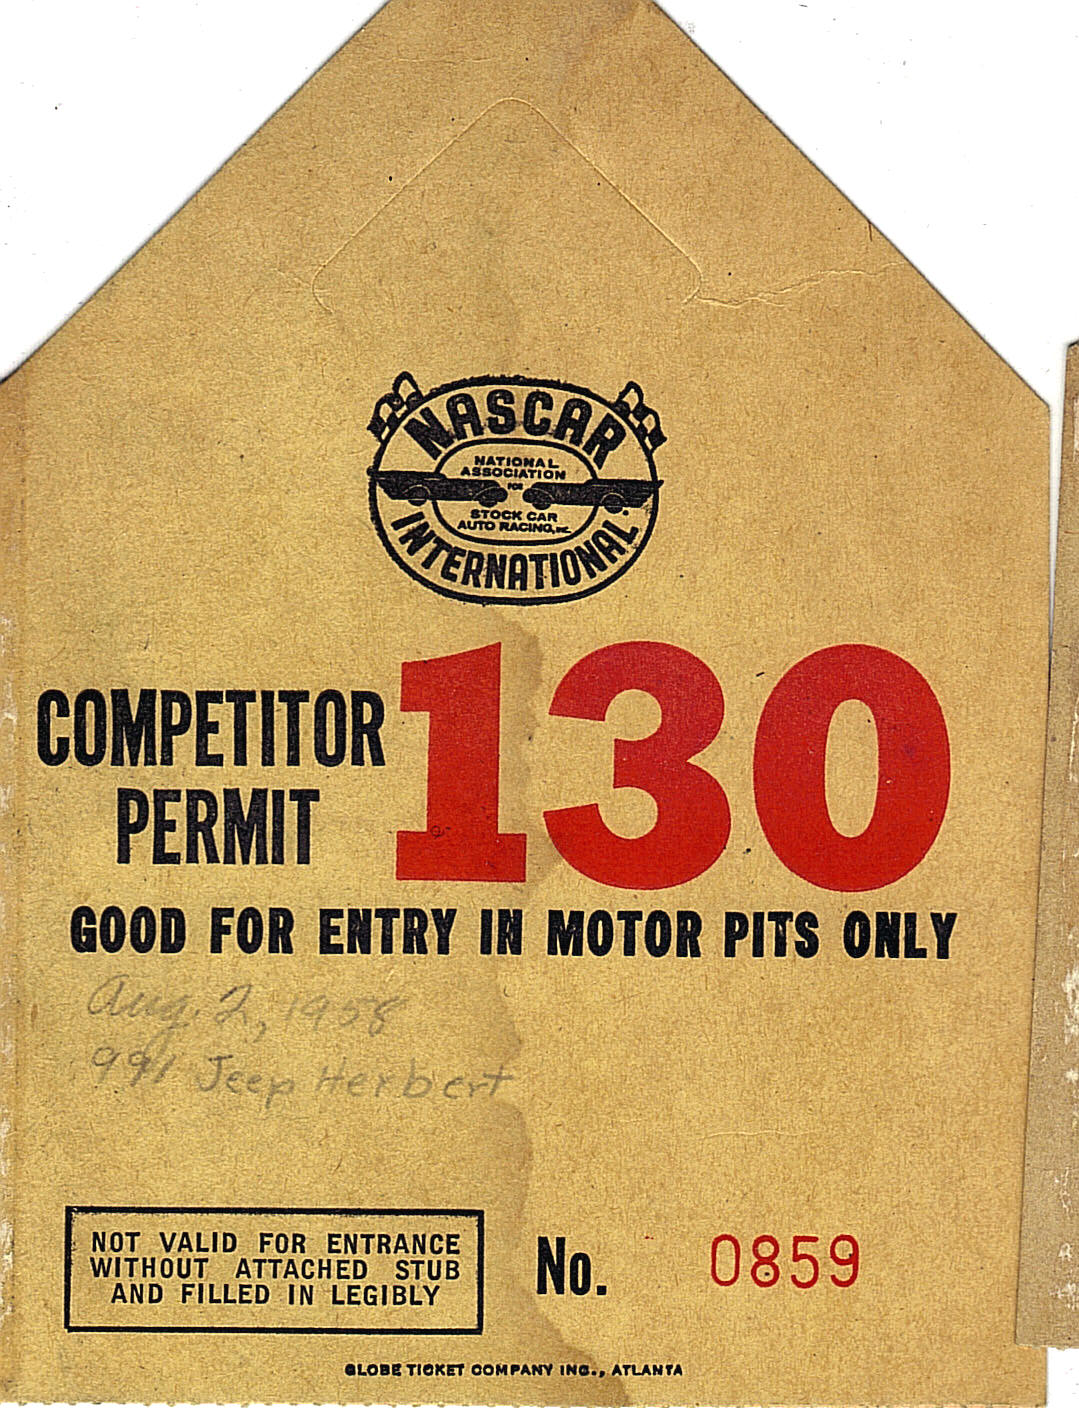 NASCAR
NATIONAL
ASSOCIATION
FOR
STOCK CAR
AUTO RACING, INC.
INTERNATIONAL
COMPETITOR
PERMIT
130
GOOD FOR ENTRY IN MOTOR PITS ONLY
Aug. 2, 1958
991 Jeep Herbert
NOT VALID FOR ENTRANCE
WITHOUT ATTACHED STUB
AND FILLED IN LEGIBLY
No. 0859
GLOBE TICKET COMPANY INC., ATLANTA